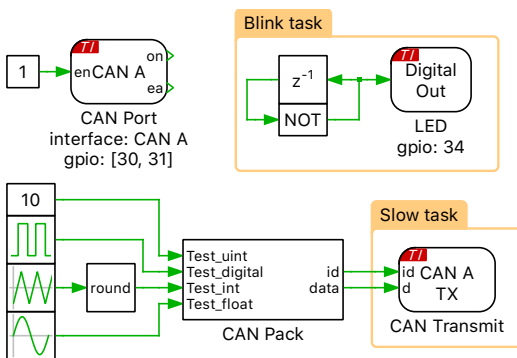 Blink task
TI
1
en CAN A
on
ea
CAN Port
interface: CAN A
gpio: [30, 31]
z-1
NOT
TI
Digital
Out
LED
gpio: 34
10
round
Test_uint
Test_digital
Test_int
Test_float
id
data
CAN Pack
Slow task
TI
id CAN A
d TX
CAN Transmit